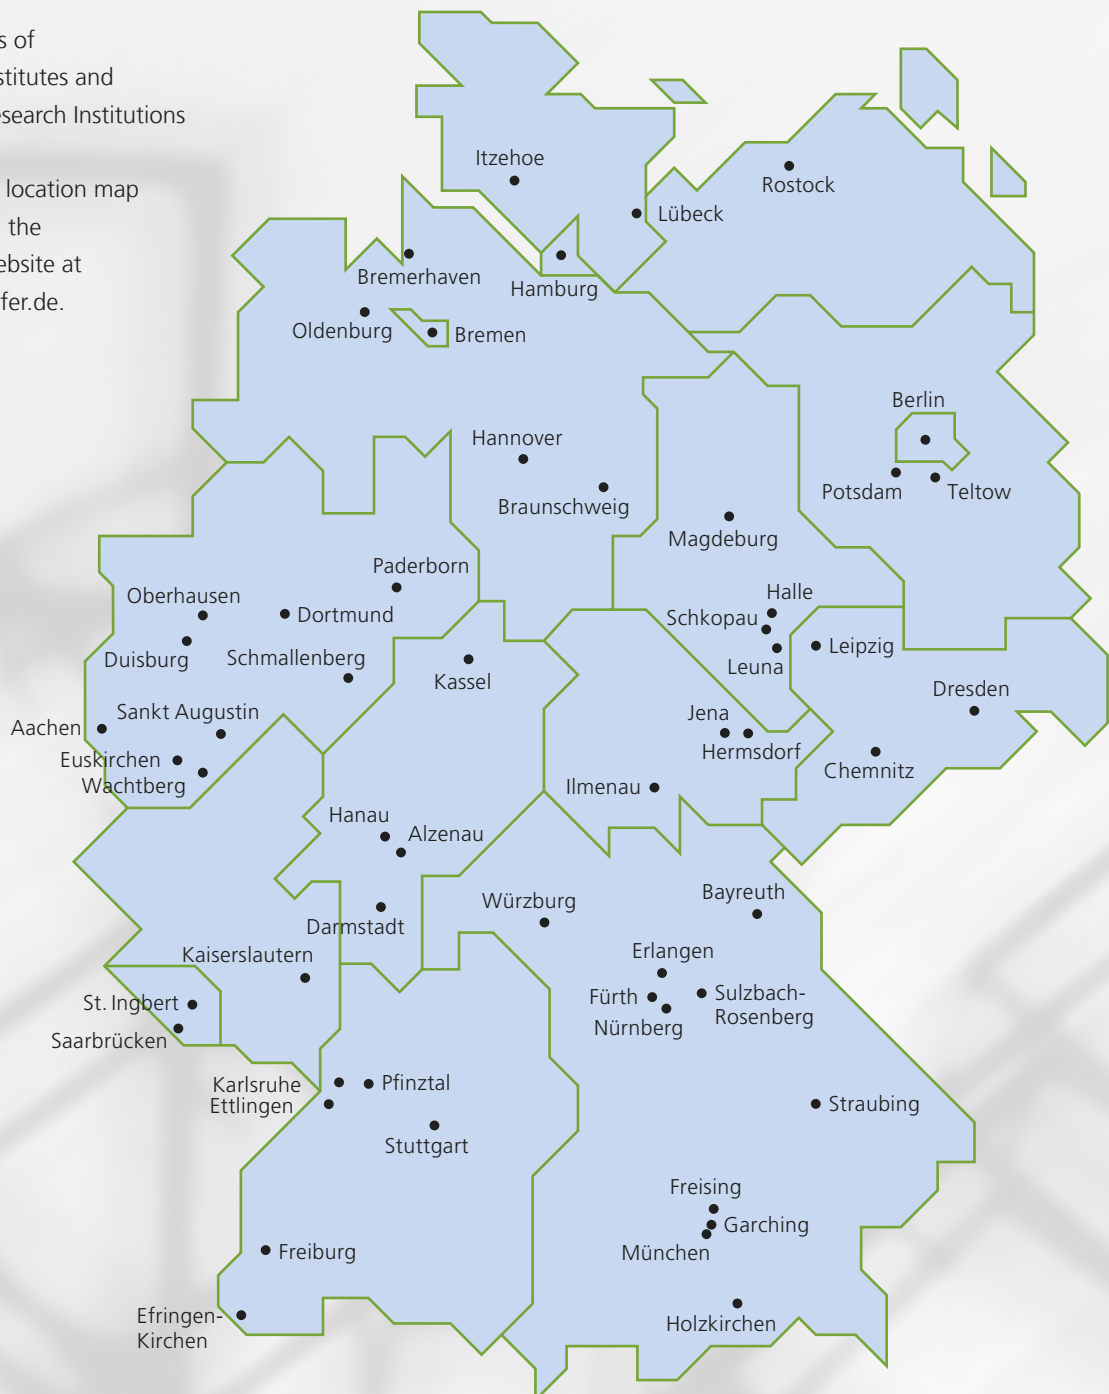 s of
stitutes and
esearch Institutions
location map
the
ebsite at
fer.de.
Itzehoe
Rostock
Lübeck
Bremerhaven
Hamburg
Oldenburg
Bremen
Berlin
Hannover
Potsdam
Teltow
Braunschweig
Magdeburg
Paderborn
Oberhausen
Halle
Dortmund
Schkopau
Duisburg
Schmallenberg
Leuna
Leipzig
Kassel
Dresden
Sankt Augustin
Jena
Aachen
Hermsdorf
Euskirchen
Chemnitz
Wachtberg
Ilmenau
Hanau
Alzenau
Würzburg
Bayreuth
Darmstadt
Erlangen
Kaiserslautern
Fürth
Sulzbach-
Rosenberg
St. Ingbert
Nürnberg
Saarbrücken
Karlsruhe
Pfinztal
Ettlingen
Straubing
Stuttgart
Freising
Garching
Freiburg
München
Efringen-
Kirchen
Holzkirchen